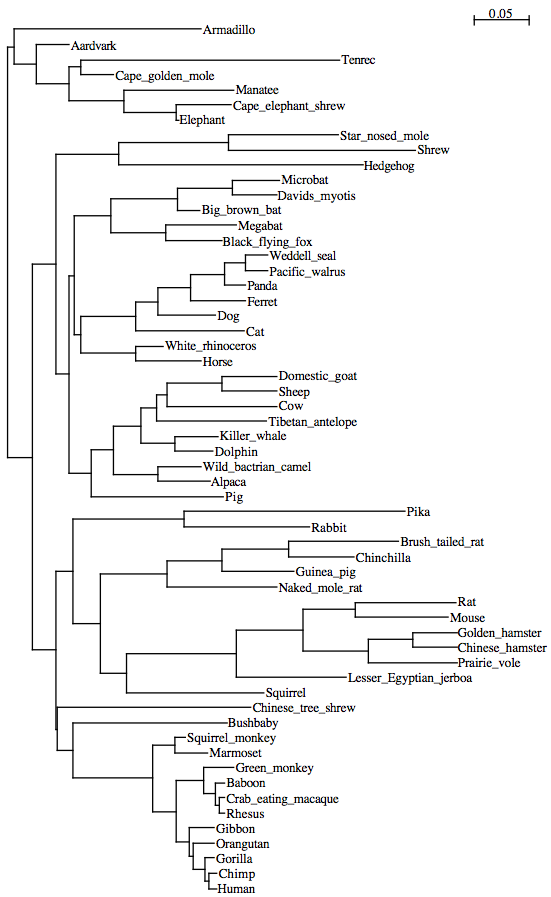 0.05
Armadillo
Aardvark
Tenrec
Cape_golden_mole
Manatee
Cape_elephant_shrew
Elephant
Star_nosed_mole
Shrew
Hedgehog
Microbat
Davids_myotis
Big_brown_bat
Megabat
Black_flying_fox
Weddell_seal
Pacific_walrus
Panda
Ferret
Dog
Cat
White_rhinoceros
Horse
Domestic_goat
Sheep
Cow
Tibetan_antelope
Killer_whale
Dolphin
Wild_bactrian_camel
Alpaca
Pig
Pika
Rabbit
Brush_tailed_rat
Chinchilla
Guinea_pig
Naked_mole_rat
Rat
Mouse
Golden_hamster
Chinese_hamster
Prairie_vole
Lesser_Egyptian_jerboa
Squirrel
Chinese_tree_shrew
Bushbaby
Squirrel_monkey
Marmoset
Green_monkey
Baboon
Crab_eating_macaque
Rhesus
Gibbon
Orangutan
Gorilla
Chimp
Human